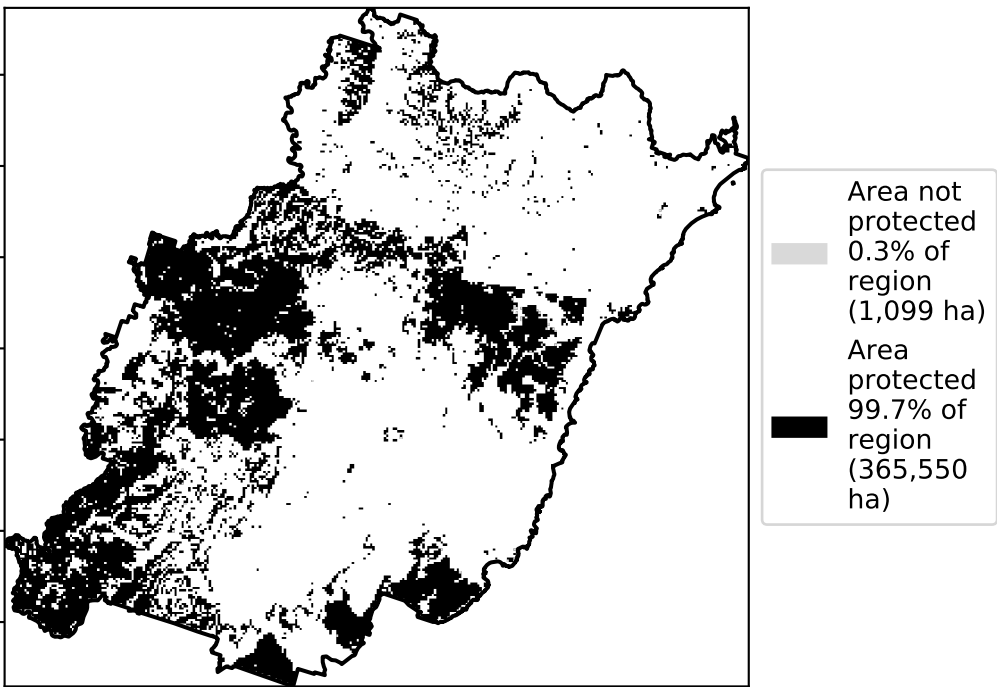 Area not
protected
0.3% of
region
(1,099 ha)
Area
protected
99.7% of
region
(365,550
ha)